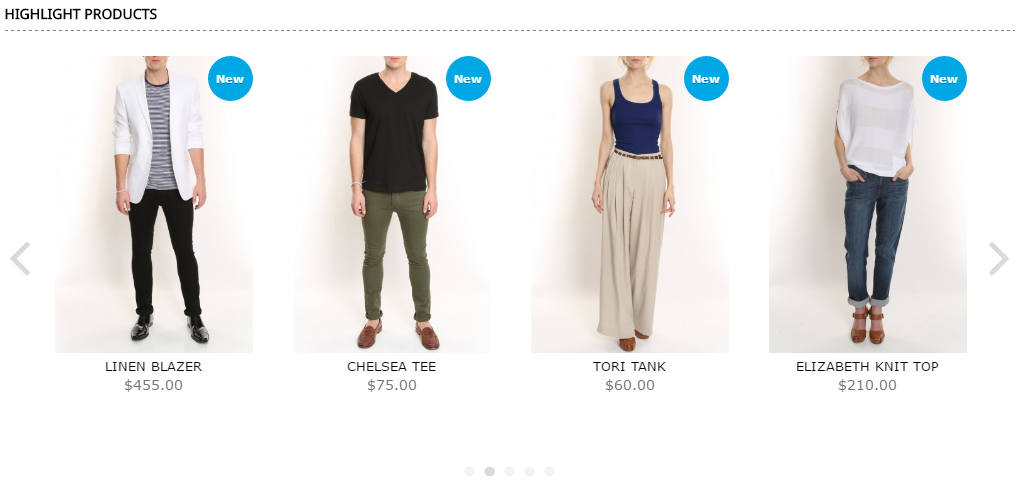 HIGHLIGHT PRODUCTS
New
New
New
New
LINEN BLAZER
$455.00
CHELSEA TEE
$75.00
TORI TANK
$60.00
ELIZABETH KNIT TOP
$210.00